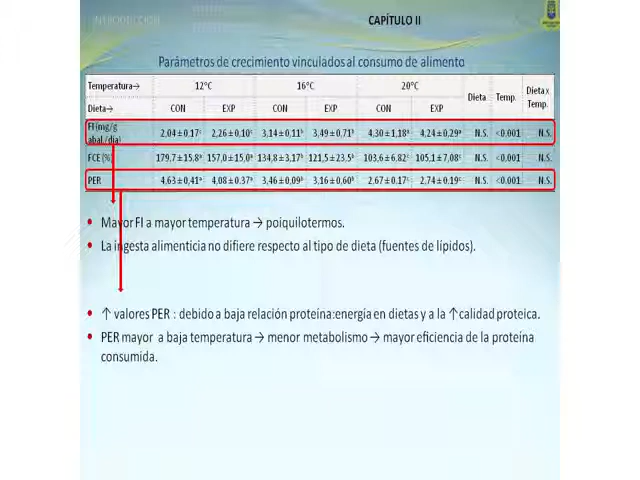 INTRODUCCIÓN
CAPÍTULO II
Parámetros de crecimiento vinculados al consumo de alimento
Temperatura→ 12°C 16°C 20°C Dieta Temp. Dieta x Temp.
Dieta→ CON EXP CON EXP CON EXP
FI (mg/g abal./día) 2,04±0,17ᶜ 2,26±0,10ᶜ 3,14±0,11ᵇ 3,49±0,71ᵇ 4,30±1,18ᵃ 4,24±0,29ᵃ N.S. <0.001 N.S.
FCE (%) 179,7±15,8ᵃ 157,0±15,0ᵃ 134,8±3,17ᵇ 121,5±23,5ᵇ 103,6±6,82ᶜ 105,1±7,08ᶜ N.S. <0.001 N.S.
PER 4,63±0,41ᵃ 4,08±0,37ᵃ 3,46±0,09ᵇ 3,16±0,60ᵇ 2,67±0,17ᶜ 2,74±0,19ᶜ N.S. <0.001 N.S.
• Mayor FI a mayor temperatura → poiquilotermos.
• La ingesta alimenticia no difiere respecto al tipo de dieta (fuentes de lípidos).
• ↑ valores PER : debido a baja relación proteína:energía en dietas y a la ↑calidad proteica.
• PER mayor a baja temperatura → menor metabolismo → mayor eficiencia de la proteína
consumida.